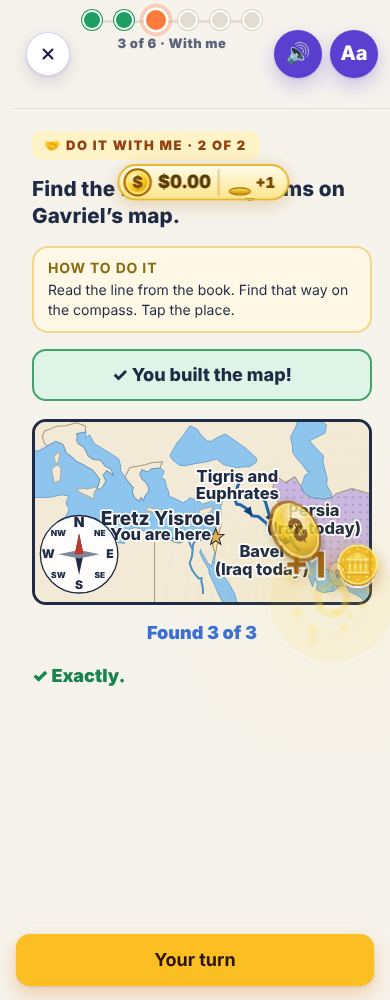 3 of 6 · With me
Aa
🤝 DO IT WITH ME · 2 OF 2
$ $0.00 +1
Find the ms on
Gavriel's map.
HOW TO DO IT
Read the line from the book. Find that way on
the compass. Tap the place.
✓ You built the map!
Tigris and
Euphrates
Persia
today)
Eretz Yisroel
You are here
Bavel
(Iraq today)
+1
N
NW NE
W E
SW SE
S
Found 3 of 3
✓ Exactly.
Your turn